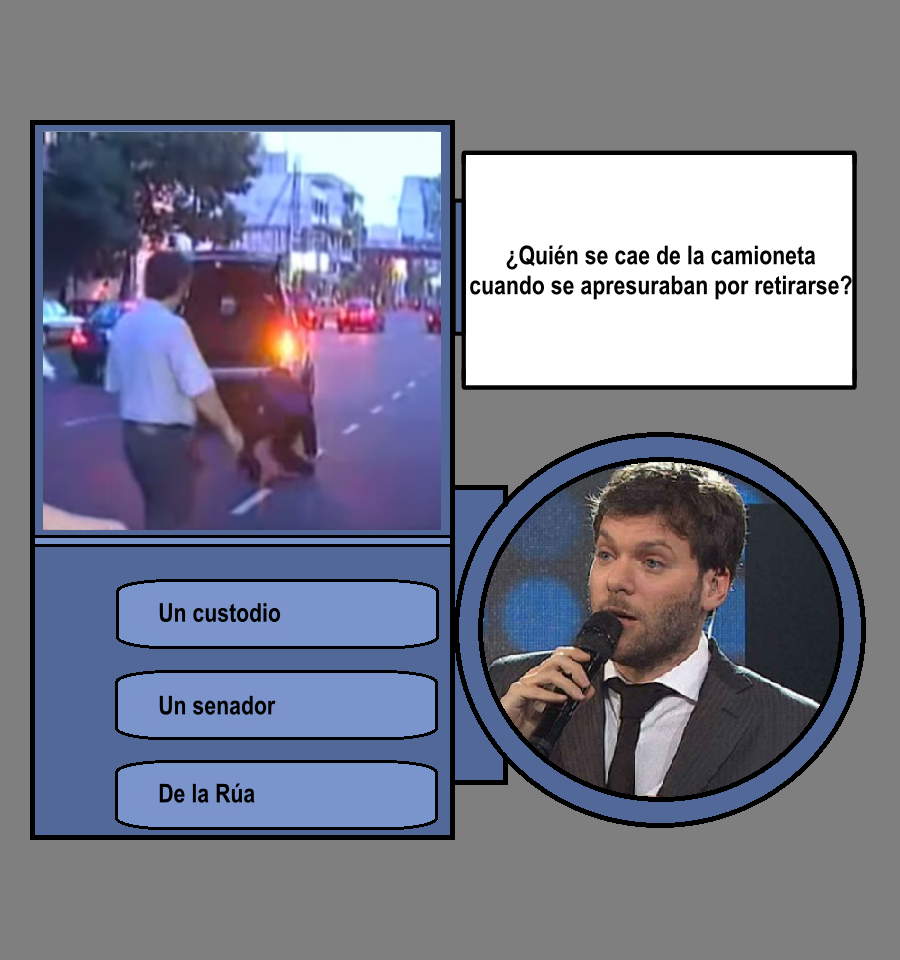 ¿Quién se cae de la camioneta
cuando se apresuraban por retirarse?
Un custodio
Un senador
De la Rúa